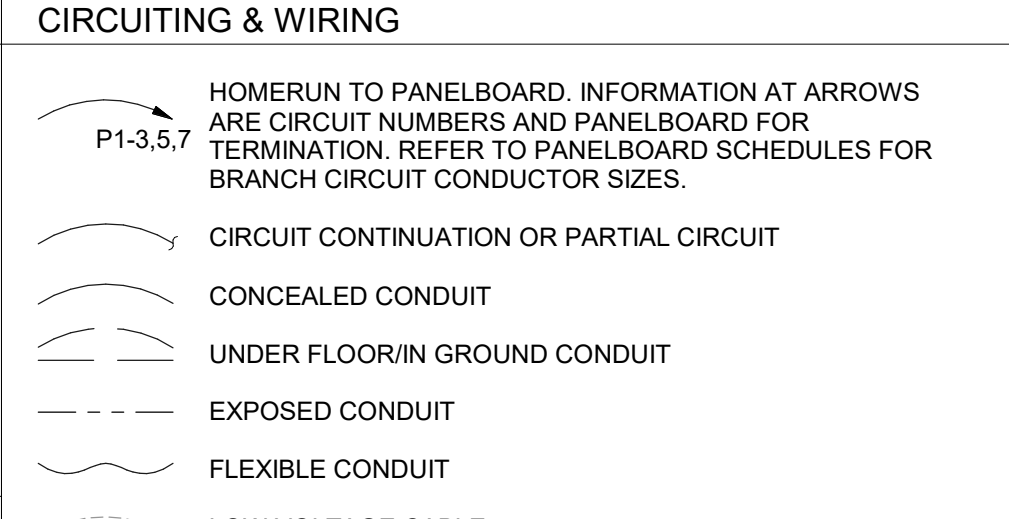 CIRCUITING & WIRING
HOMERUN TO PANELBOARD. INFORMATION AT ARROWS
P1-3,5,7 ARE CIRCUIT NUMBERS AND PANELBOARD FOR
TERMINATION. REFER TO PANELBOARD SCHEDULES FOR
BRANCH CIRCUIT CONDUCTOR SIZES.
CIRCUIT CONTINUATION OR PARTIAL CIRCUIT
CONCEALED CONDUIT
UNDER FLOOR/IN GROUND CONDUIT
EXPOSED CONDUIT
FLEXIBLE CONDUIT